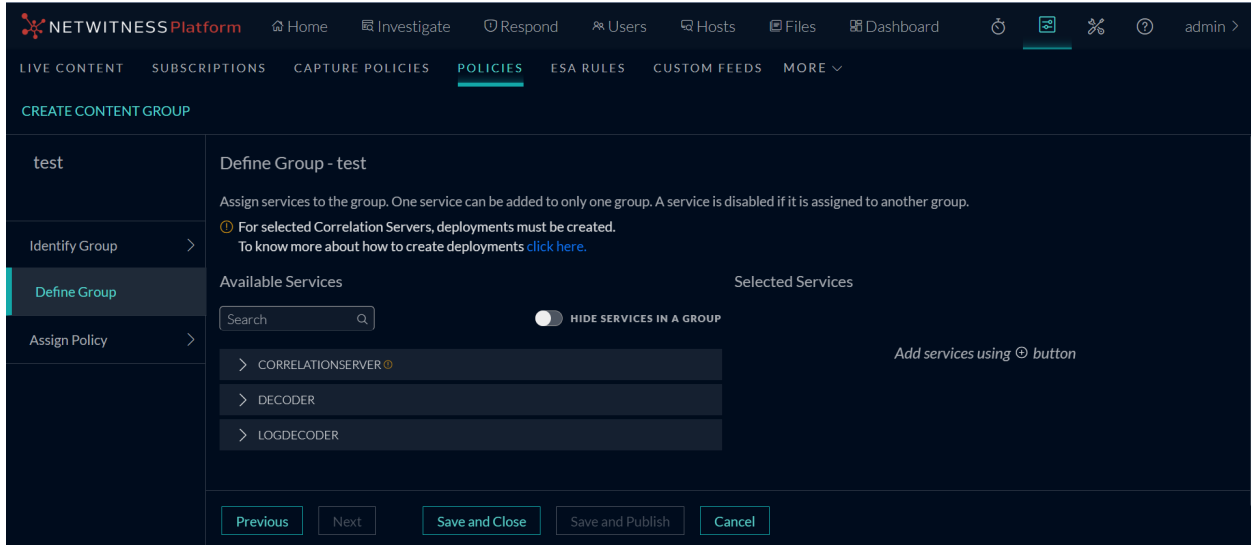 NETWITNESS Platform Home Investigate Respond Users Hosts Files Dashboard admin >
LIVE CONTENT SUBSCRIPTIONS CAPTURE POLICIES POLICIES ESA RULES CUSTOM FEEDS MORE
CREATE CONTENT GROUP
test
Identify Group
Define Group
Assign Policy
Define Group - test
Assign services to the group. One service can be added to only one group. A service is disabled if it is assigned to another group.
For selected Correlation Servers, deployments must be created.
To know more about how to create deployments click here.
Available Services
Search
HIDE SERVICES IN A GROUP
CORRELATIONSERVER
DECODER
LOGDECODER
Selected Services
Add services using ⊕ button
Previous Next Save and Close Save and Publish Cancel